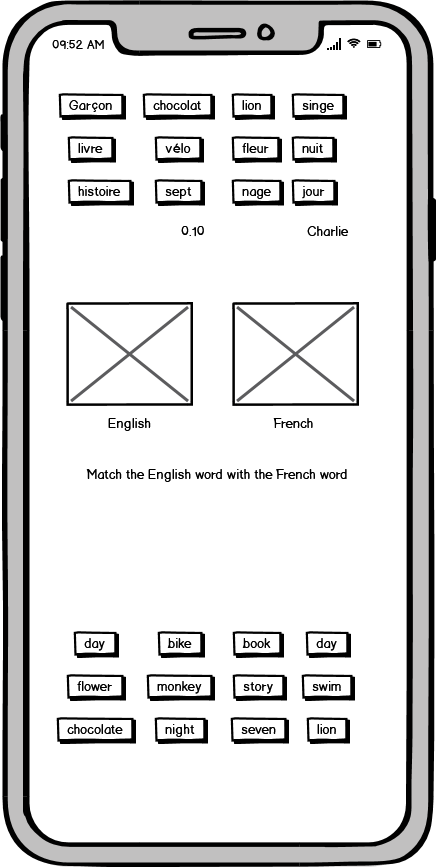 09:52 AM
Garçon chocolat lion singe
livre vélo fleur nuit
histoire sept nage jour
0.10 Charlie
English French
Match the English word with the French word
day bike book day
flower monkey story swim
chocolate night seven lion